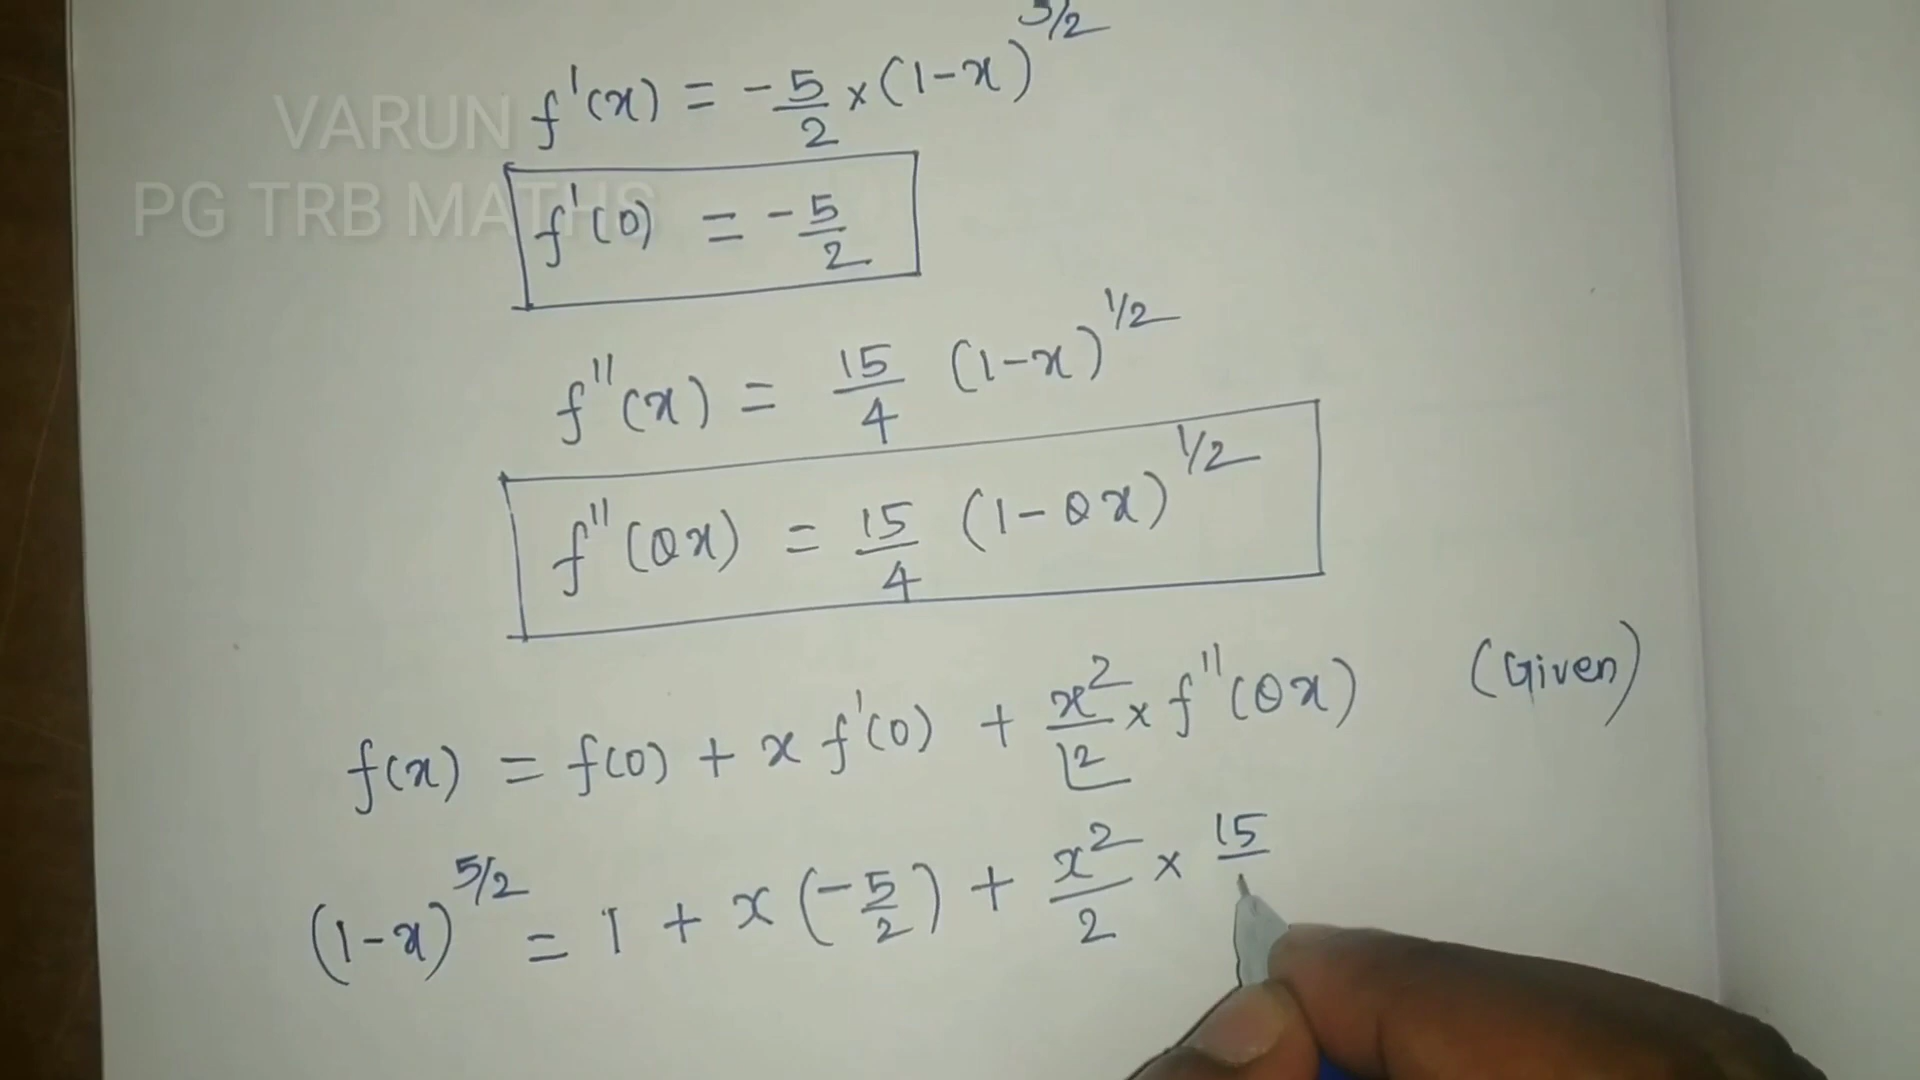 f'(x) = -5/2 × (1-x)^3/2
VARUN
PG TRB MATHS
f'(0) = -5/2
f''(x) = 15/4 (1-x)^1/2
f''(θx) = 15/4 (1-θx)^1/2
f(x) = f(0) + x f'(0) + x²/∟2 × f''(θx) (Given)
(1-x)^5/2 = 1 + x(-5/2) + x²/2 × 15/